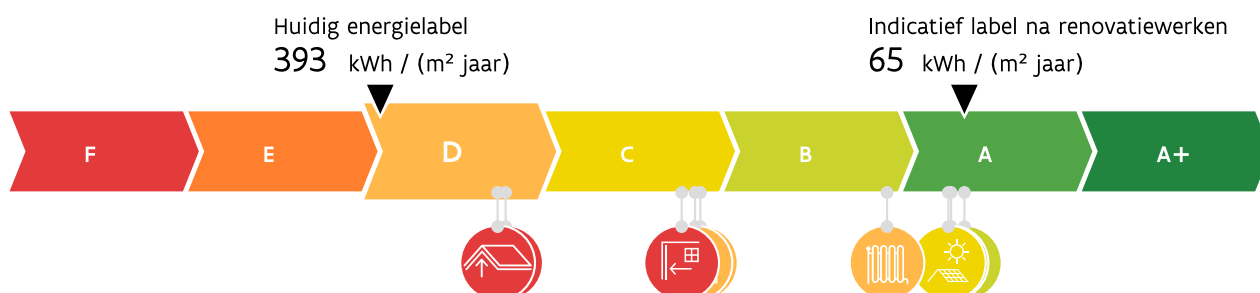 Huidig energielabel
393 kWh / (m² jaar)
Indicatief label na renovatiewerken
65 kWh / (m² jaar)
F E D C B A A+